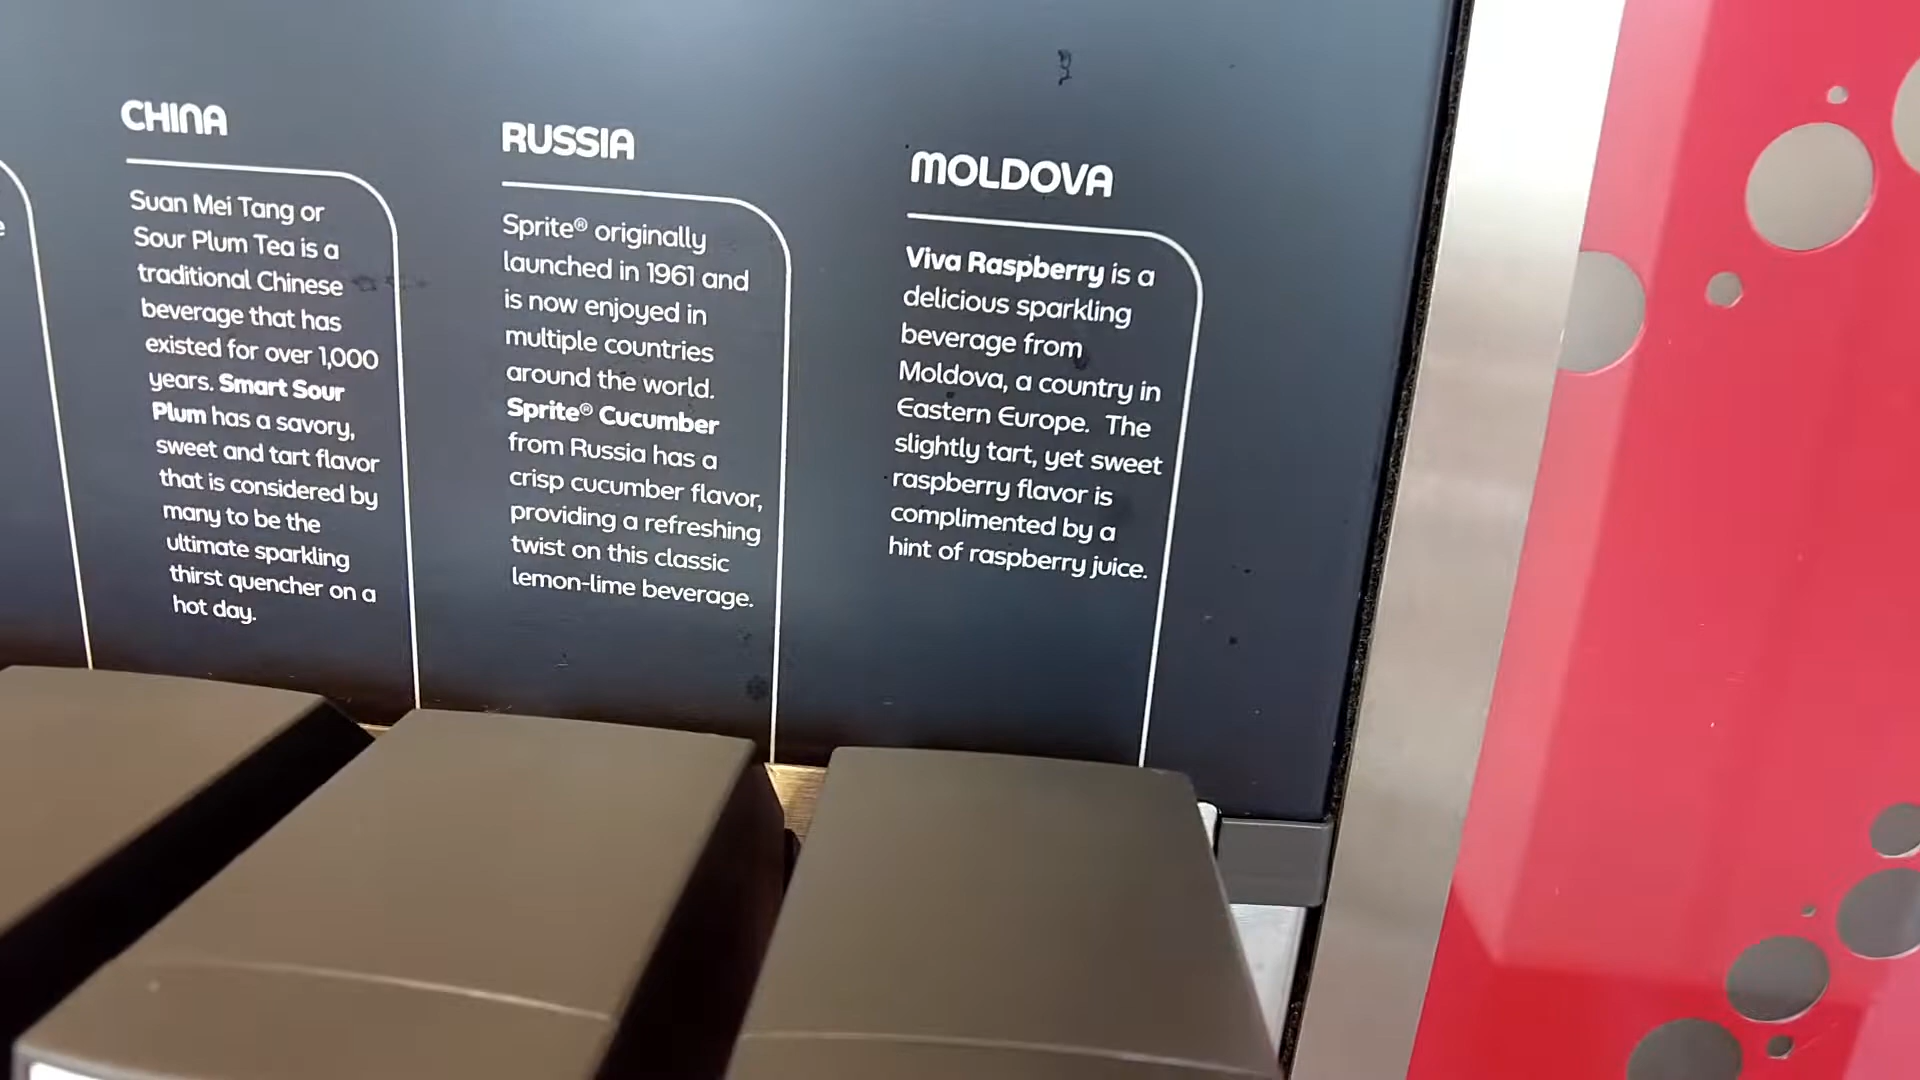 CHINA
Suan Mei Tang or
Sour Plum Tea is a
traditional Chinese
beverage that has
existed for over 1,000
years. Smart Sour
Plum has a savory,
sweet and tart flavor
that is considered by
many to be the
ultimate sparkling
thirst quencher on a
hot day.
RUSSIA
Sprite® originally
launched in 1961 and
is now enjoyed in
multiple countries
around the world.
Sprite® Cucumber
from Russia has a
crisp cucumber flavor,
providing a refreshing
twist on this classic
lemon-lime beverage.
MOLDOVA
Viva Raspberry is a
delicious sparkling
beverage from
Moldova, a country in
Eastern Europe. The
slightly tart, yet sweet
raspberry flavor is
complimented by a
hint of raspberry juice.